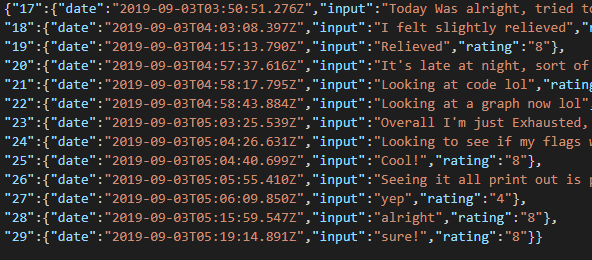 {"17":{"date":"2019-09-03T03:50:51.276Z","input":"Today Was alright, tried to
"18":{"date":"2019-09-03T04:03:08.397Z","input":"I felt slightly relieved","rating
"19":{"date":"2019-09-03T04:15:13.790Z","input":"Relieved","rating":"8"},
"20":{"date":"2019-09-03T04:57:37.616Z","input":"It's late at night, sort of
"21":{"date":"2019-09-03T04:58:17.795Z","input":"Looking at code lol","rating
"22":{"date":"2019-09-03T04:58:43.884Z","input":"Looking at a graph now lol",
"23":{"date":"2019-09-03T05:03:25.539Z","input":"Overall I'm just Exhausted,
"24":{"date":"2019-09-03T05:04:26.631Z","input":"Looking to see if my flags
"25":{"date":"2019-09-03T05:04:40.699Z","input":"Cool!","rating":"8"},
"26":{"date":"2019-09-03T05:05:55.410Z","input":"Seeing it all print out is
"27":{"date":"2019-09-03T05:06:09.850Z","input":"yep","rating":"4"},
"28":{"date":"2019-09-03T05:15:59.547Z","input":"alright","rating":"8"},
"29":{"date":"2019-09-03T05:19:14.891Z","input":"sure!","rating":"8"}}